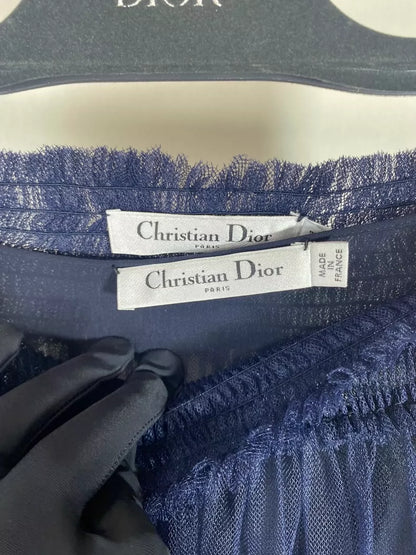 DIOR
Christian Dior
PARIS
Christian Dior
PARIS
MADE
IN
FRANCE